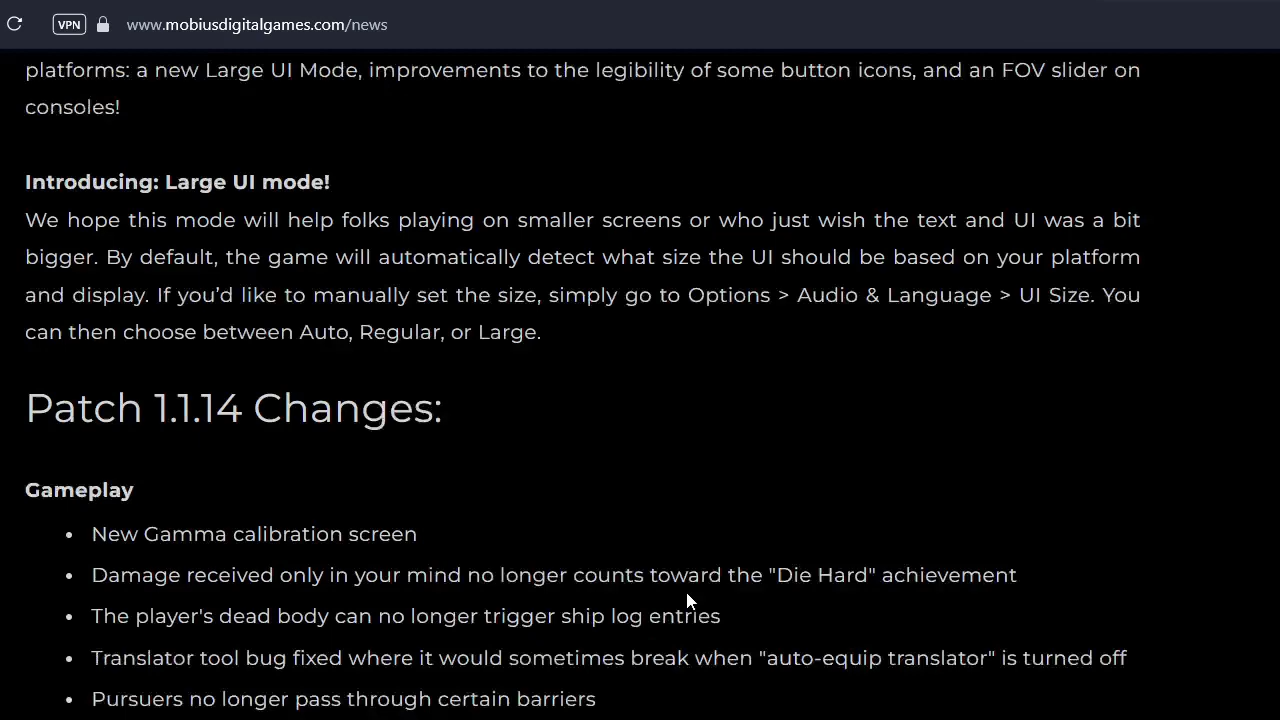 VPN www.mobiusdigitalgames.com/news
platforms: a new Large UI Mode, improvements to the legibility of some button icons, and an FOV slider on
consoles!
Introducing: Large UI mode!
We hope this mode will help folks playing on smaller screens or who just wish the text and UI was a bit
bigger. By default, the game will automatically detect what size the UI should be based on your platform
and display. If you’d like to manually set the size, simply go to Options > Audio & Language > UI Size. You
can then choose between Auto, Regular, or Large.
Patch 1.1.14 Changes:
Gameplay
• New Gamma calibration screen
• Damage received only in your mind no longer counts toward the "Die Hard" achievement
• The player's dead body can no longer trigger ship log entries
• Translator tool bug fixed where it would sometimes break when "auto-equip translator" is turned off
• Pursuers no longer pass through certain barriers